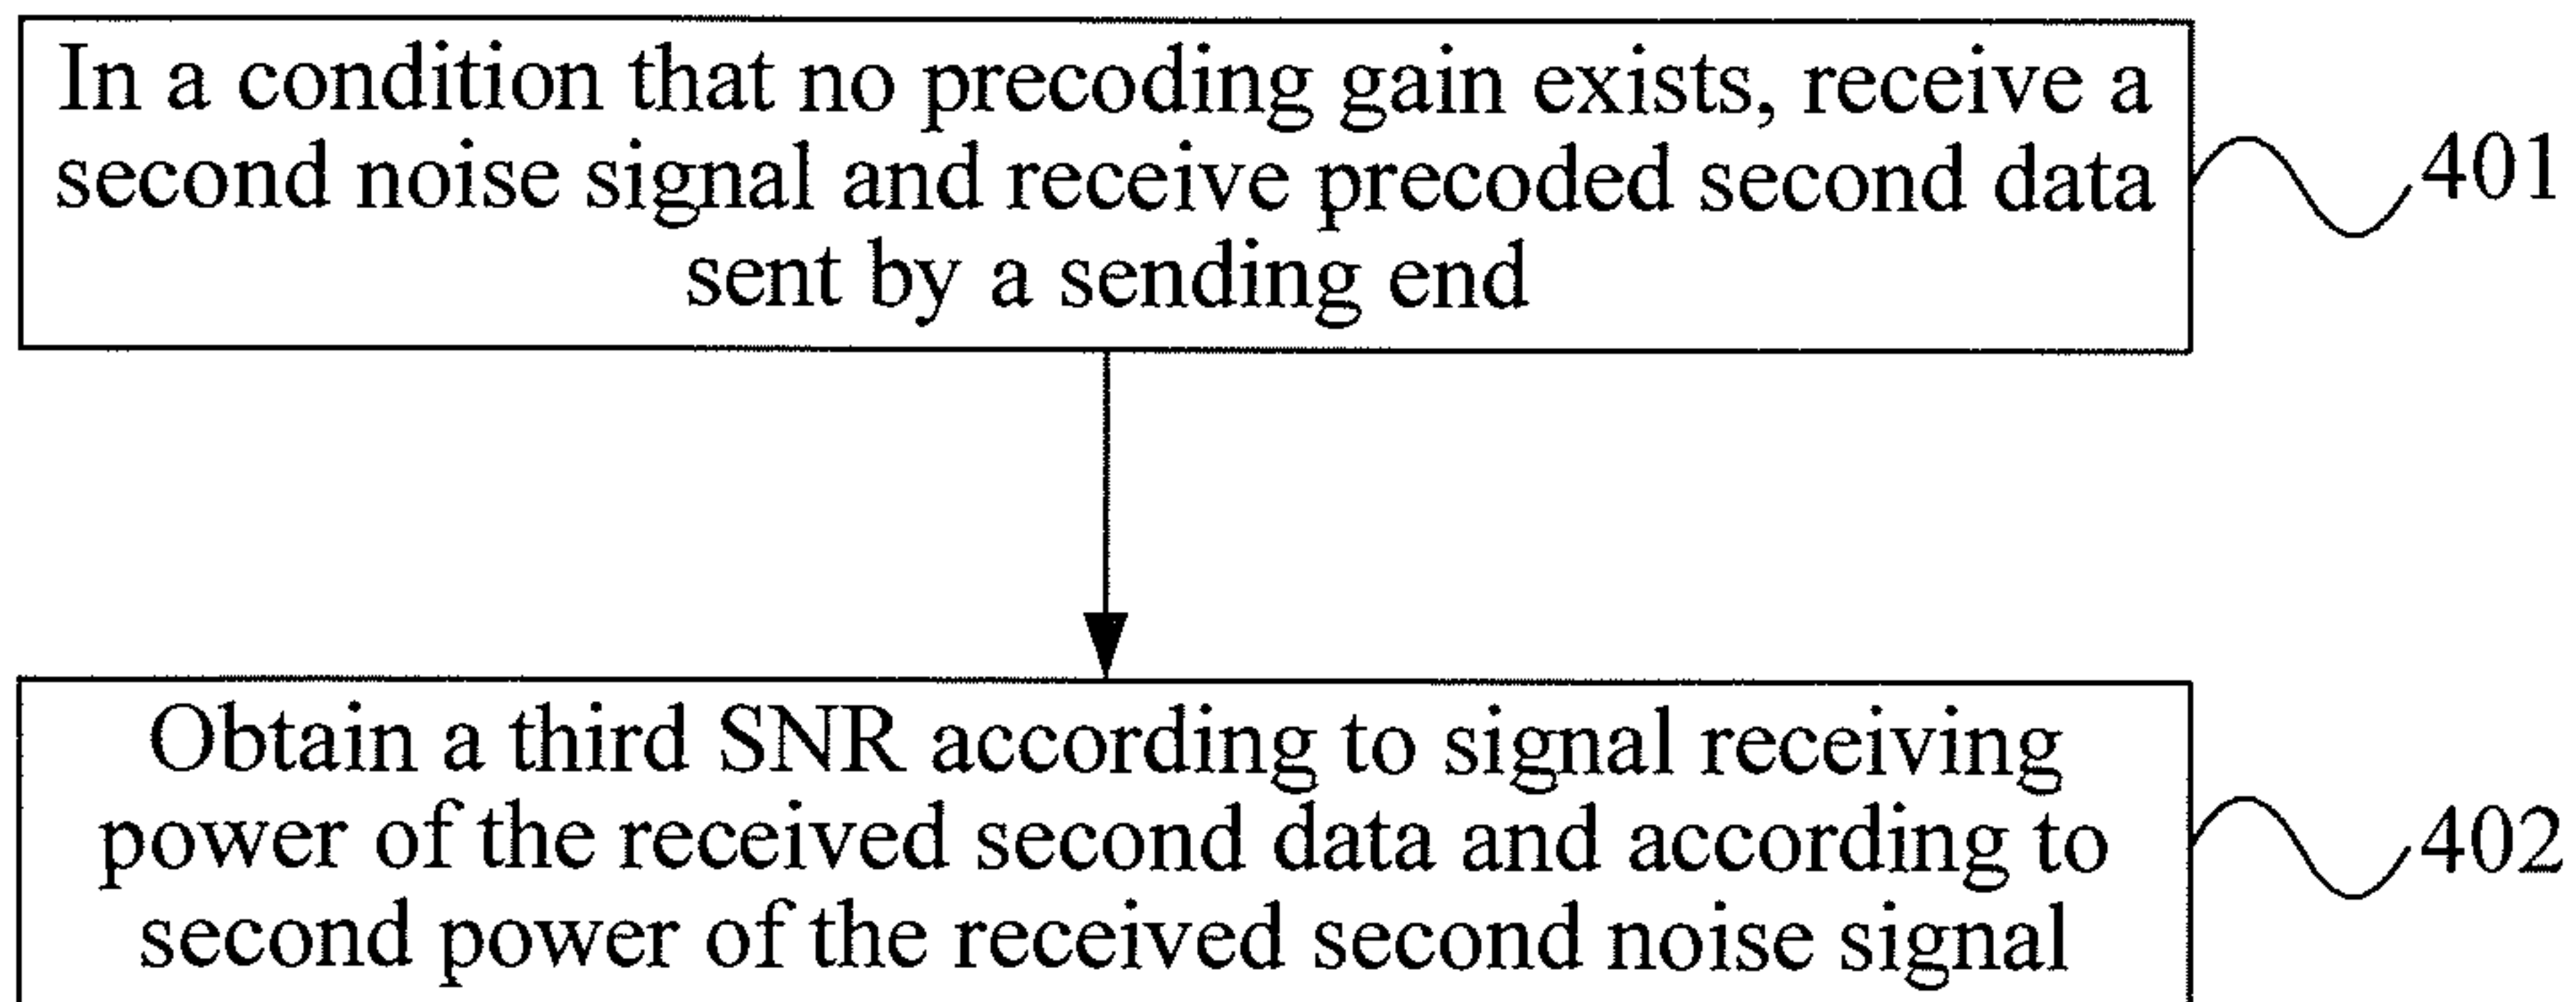 In a condition that no precoding gain exists, receive a
second noise signal and receive precoded second data
sent by a sending end
401
Obtain a third SNR according to signal receiving
power of the received second data and according to
second power of the received second noise signal
402